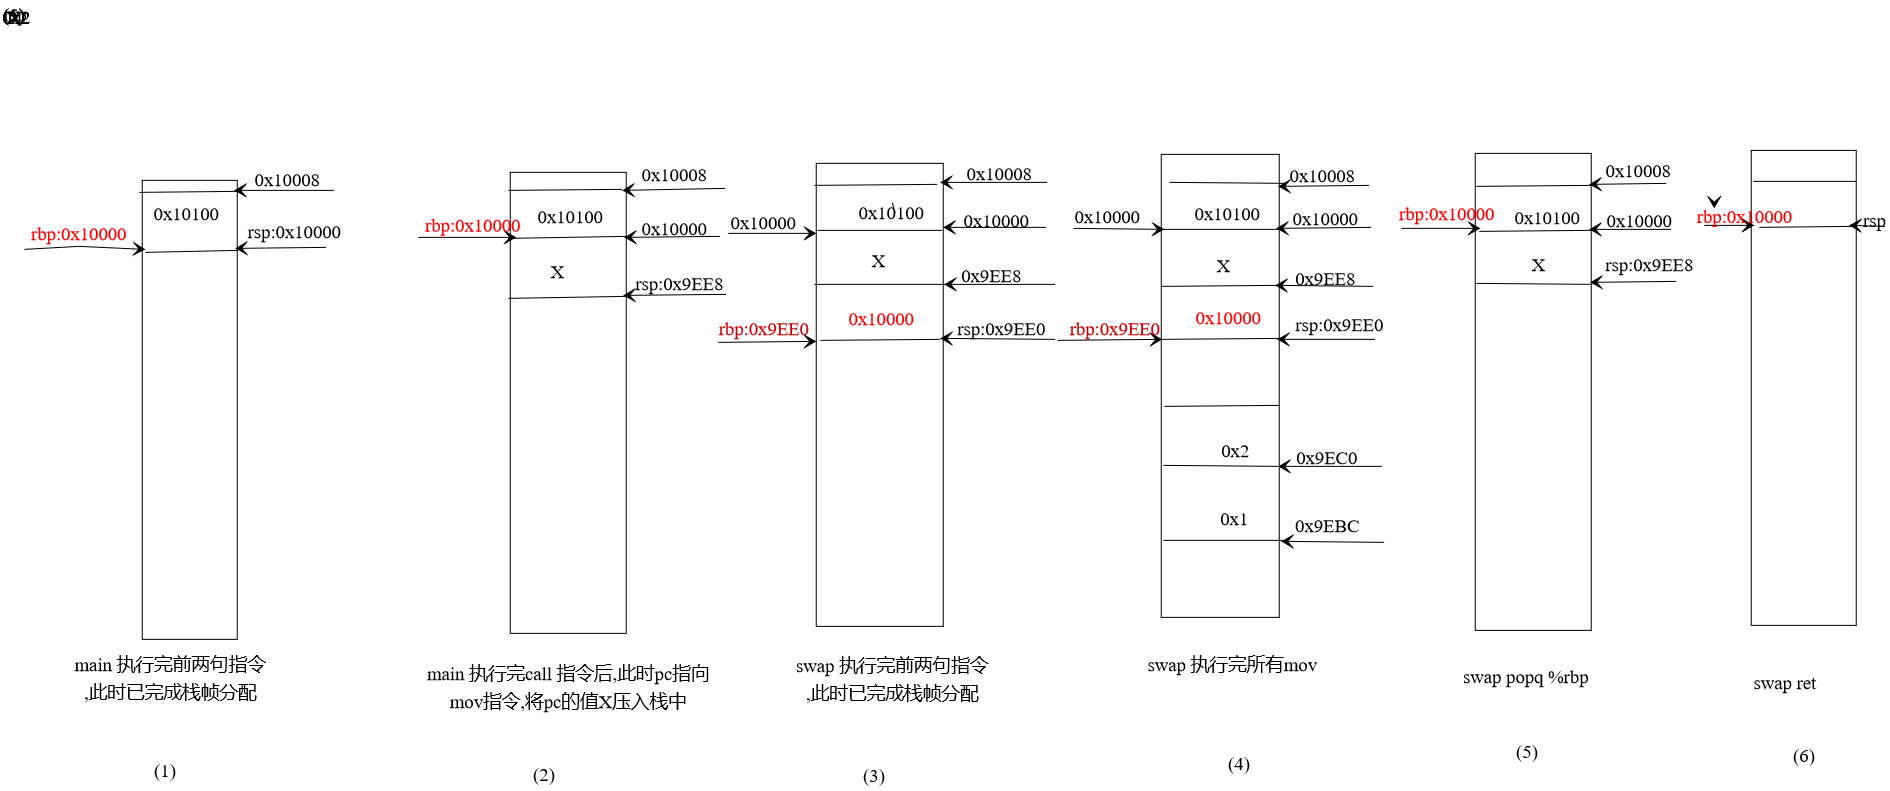 0x10008
0x10100
rbp:0x10000
rsp:0x10000
main 执行完前两句指令
,此时已完成栈帧分配
(1)
0x10008
0x10100
rbp:0x10000
0x10000
X
rsp:0x9EE8
main 执行完call 指令后,此时pc指向
mov指令,将pc的值X压入栈中
(2)
0x10008
0x10100
0x10000
0x10000
X
0x9EE8
0x10000
rbp:0x9EE0
rsp:0x9EE0
swap 执行完前两句指令
,此时已完成栈帧分配
(3)
0x10008
0x10100
0x10000
0x10000
X
0x9EE8
0x10000
rbp:0x9EE0
rsp:0x9EE0
0x2
0x9EC0
0x1
0x9EBC
swap 执行完所有mov
(4)
0x10008
rbp:0x10000
0x10100
0x10000
X
rsp:0x9EE8
swap popq %rbp
(5)
rbp:0x10000
rsp
swap ret
(6)